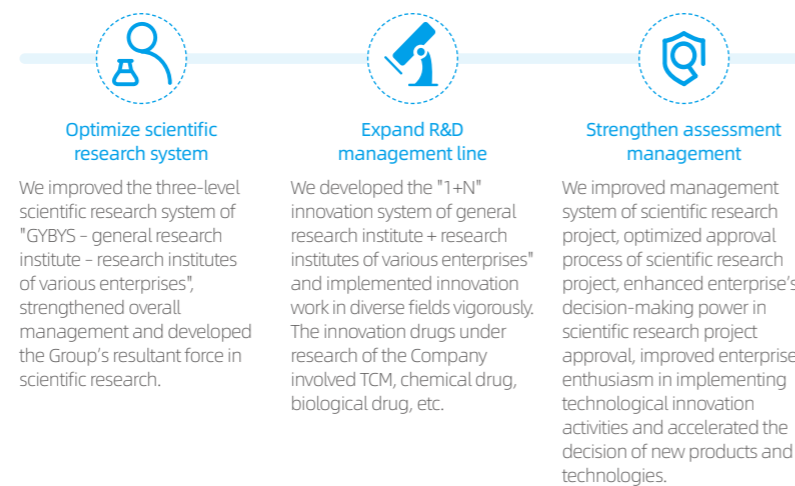 Optimize scientific
research system
We improved the three-level
scientific research system of
"GYBYS – general research
institute – research institutes
of various enterprises",
strengthened overall
management and developed
the Group's resultant force in
scientific research.
Expand R&D
management line
We developed the "1+N"
innovation system of general
research institute + research
institutes of various enterprises"
and implemented innovation
work in diverse fields vigorously.
The innovation drugs under
research of the Company
involved TCM, chemical drug,
biological drug, etc.
Strengthen assessment
management
We improved management
system of scientific research
project, optimized approval
process of scientific research
project, enhanced enterprise's
decision-making power in
scientific research project
approval, improved enterprise
enthusiasm in implementing
technological innovation
activities and accelerated the
decision of new products and
technologies.